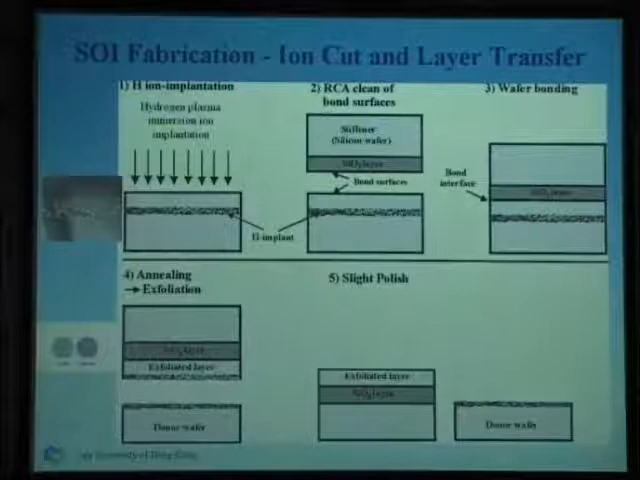 SOI Fabrication - Ion Cut and Layer Transfer
1) H ion-implantation
Hydrogen plasma
immersion ion
implantation
H-implant
2) RCA clean of
bond surfaces
Stiffener
(Silicon wafer)
SiO2 layer
Bond surfaces
3) Wafer bonding
Bond
interface
SiO2 layer
4) Annealing
→ Exfoliation
SiO2 layer
Exfoliated layer
Donor wafer
5) Slight Polish
Exfoliated layer
SiO2 layer
Donor wafer
University of Hong Kong